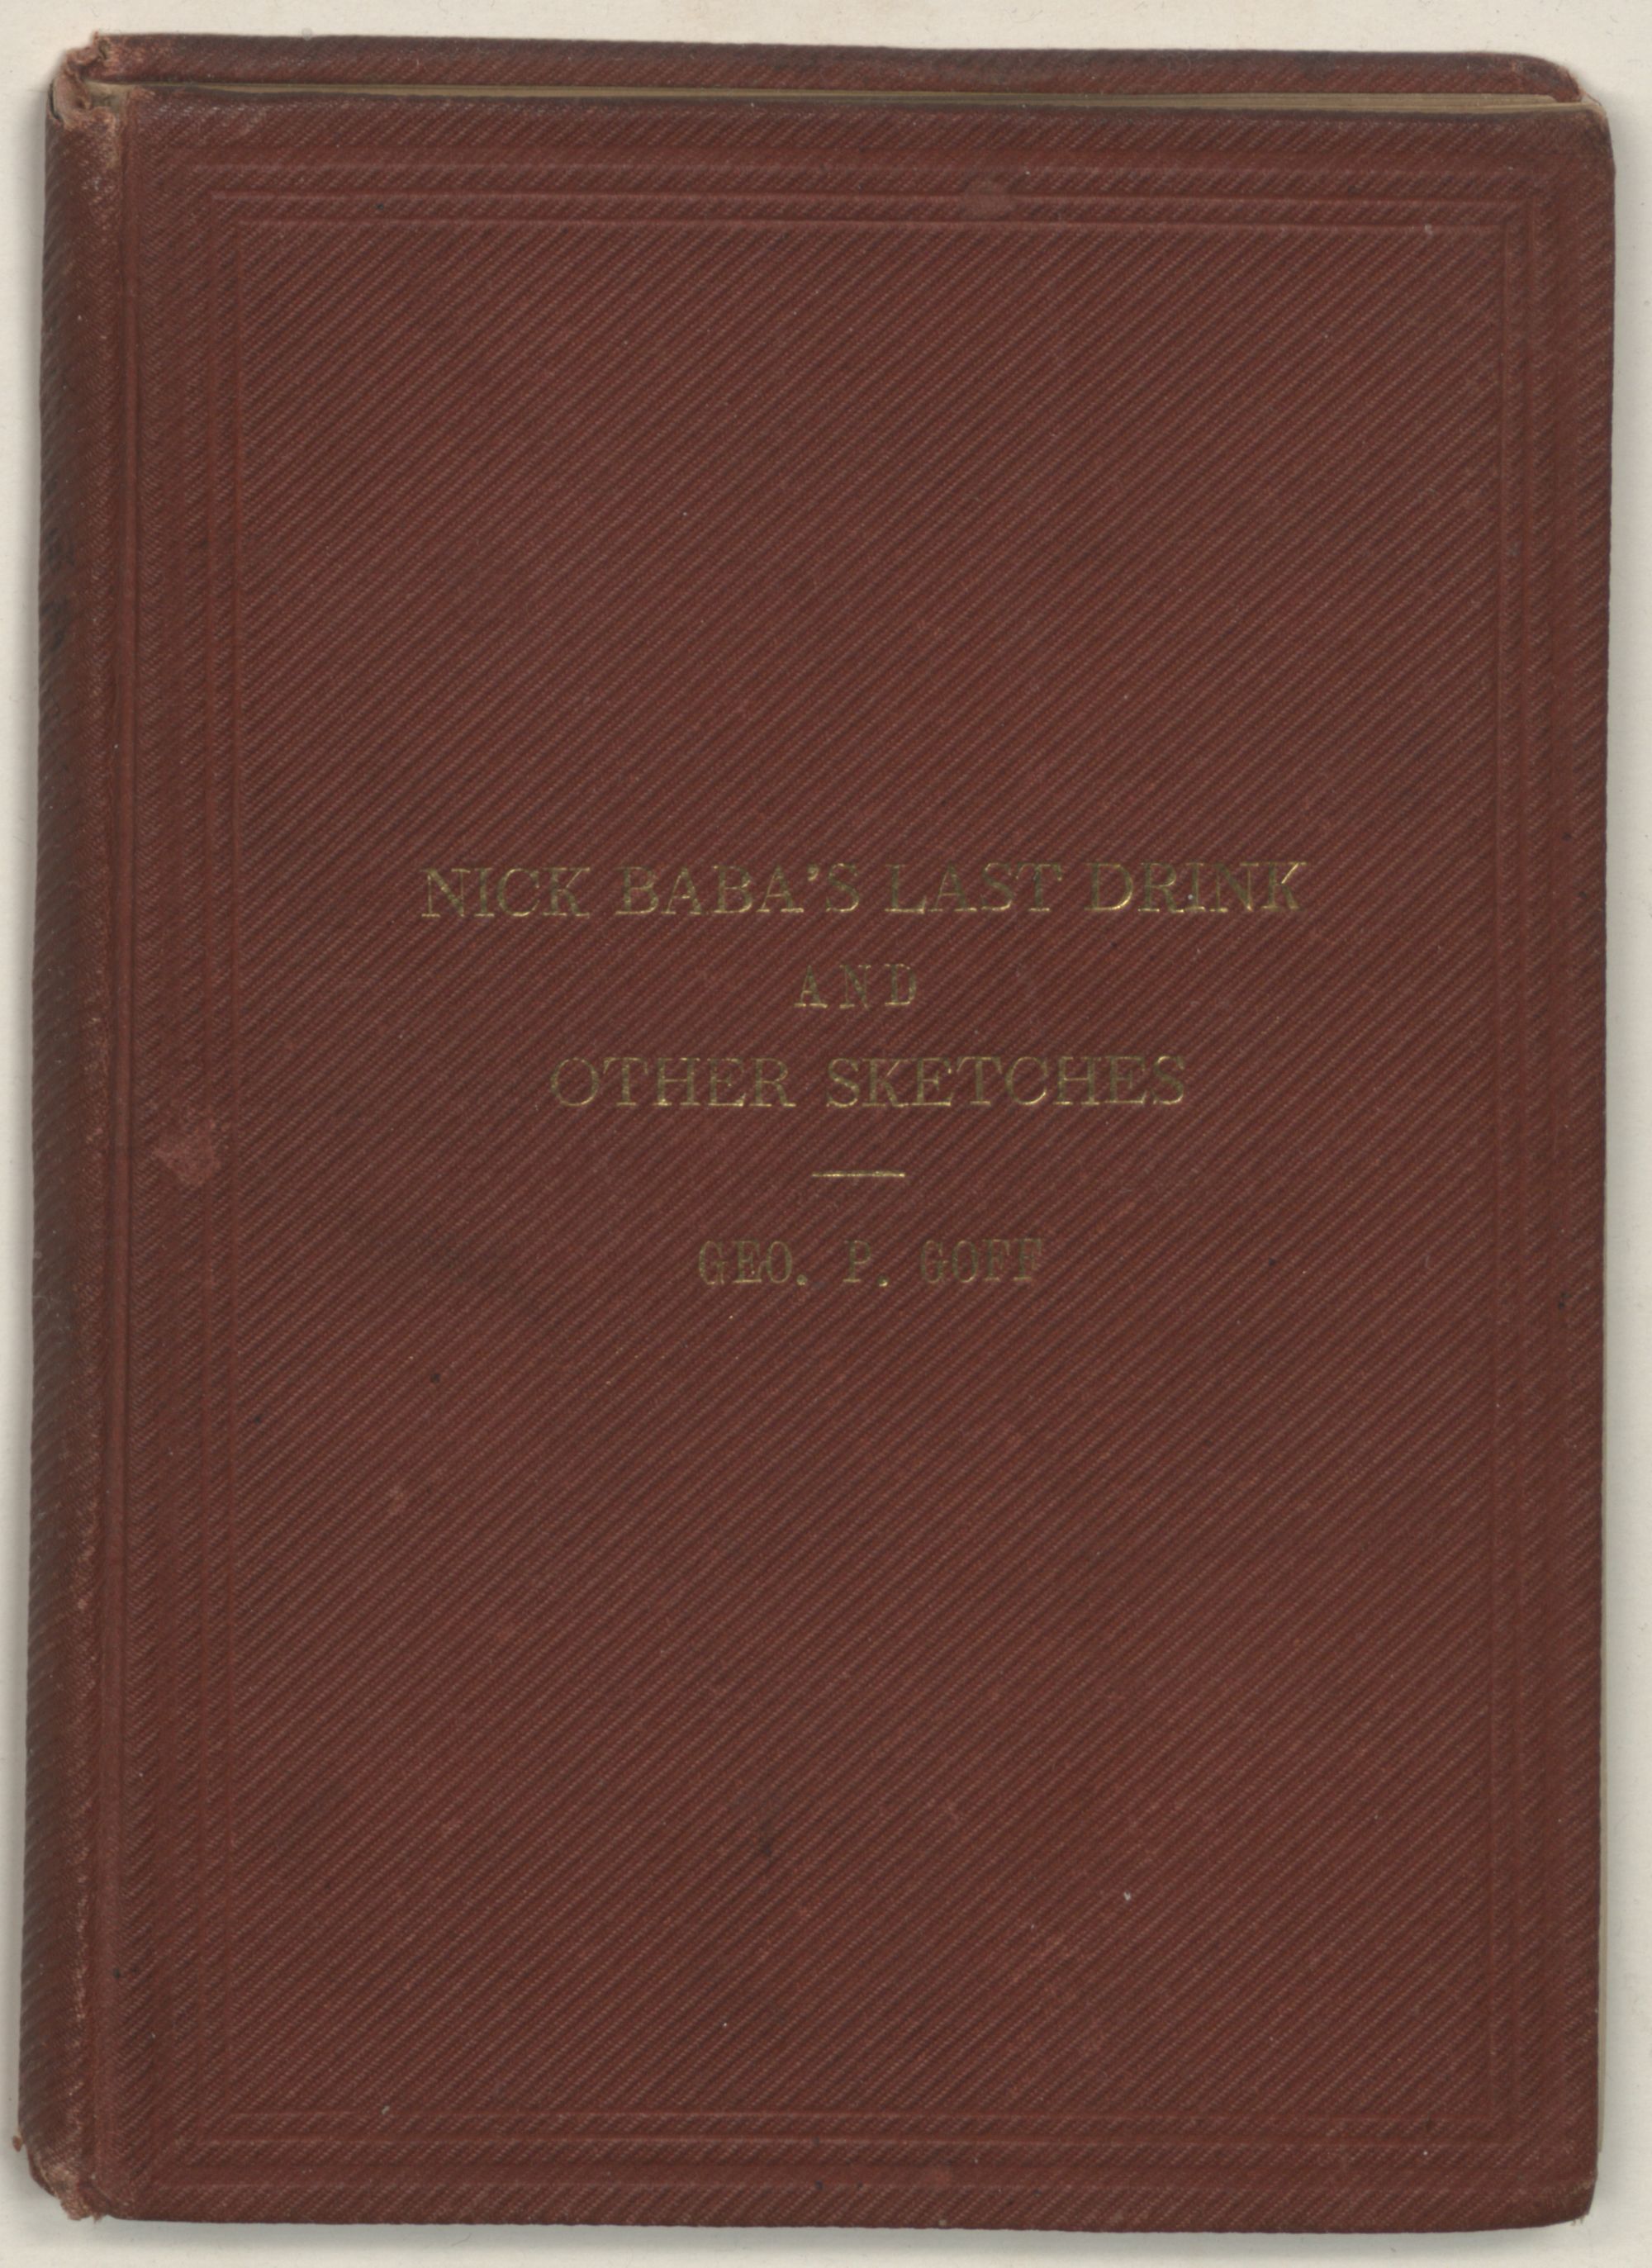 NICK BABA'S LAST DRINK
AND
OTHER SKETCHES
GEO. P. GOFF